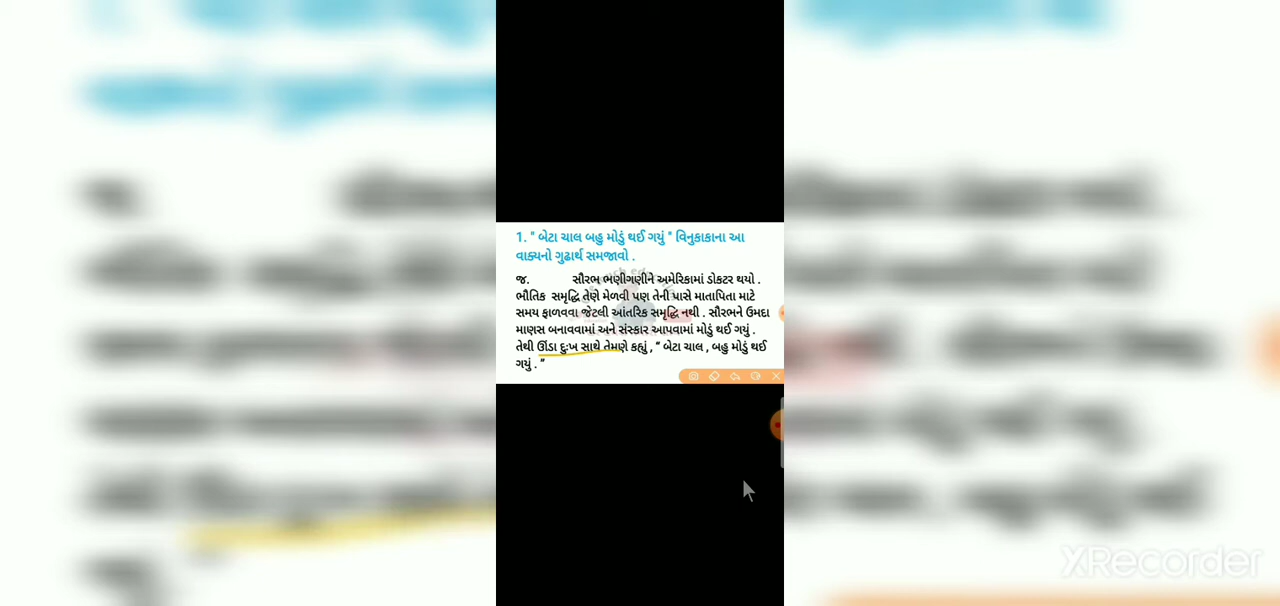 1. " બેટા ચાલ બહુ મોડું થઈ ગયું " વિનુકાકાના આ
વાક્યનો ગુઢાર્થ સમજાવો .
જ. સૌરભ ભણીગણીને અમેરિકામાં ડોકટર થયો .
ભૌતિક સમૃદ્ધિ તેણે મેળવી પણ તેની પાસે માતાપિતા માટે
સમય ફાળવવા જેટલી આંતરિક સમૃદ્ધિ નથી . સૌરભને ઉમદા
માણસ બનાવવામાં અને સંસ્કાર આપવામાં મોડું થઈ ગયું .
તેથી ઊંડા દુઃખ સાથે તેમણે કહ્યું , " બેટા ચાલ , બહુ મોડું થઈ
ગયું . "
XRecorder